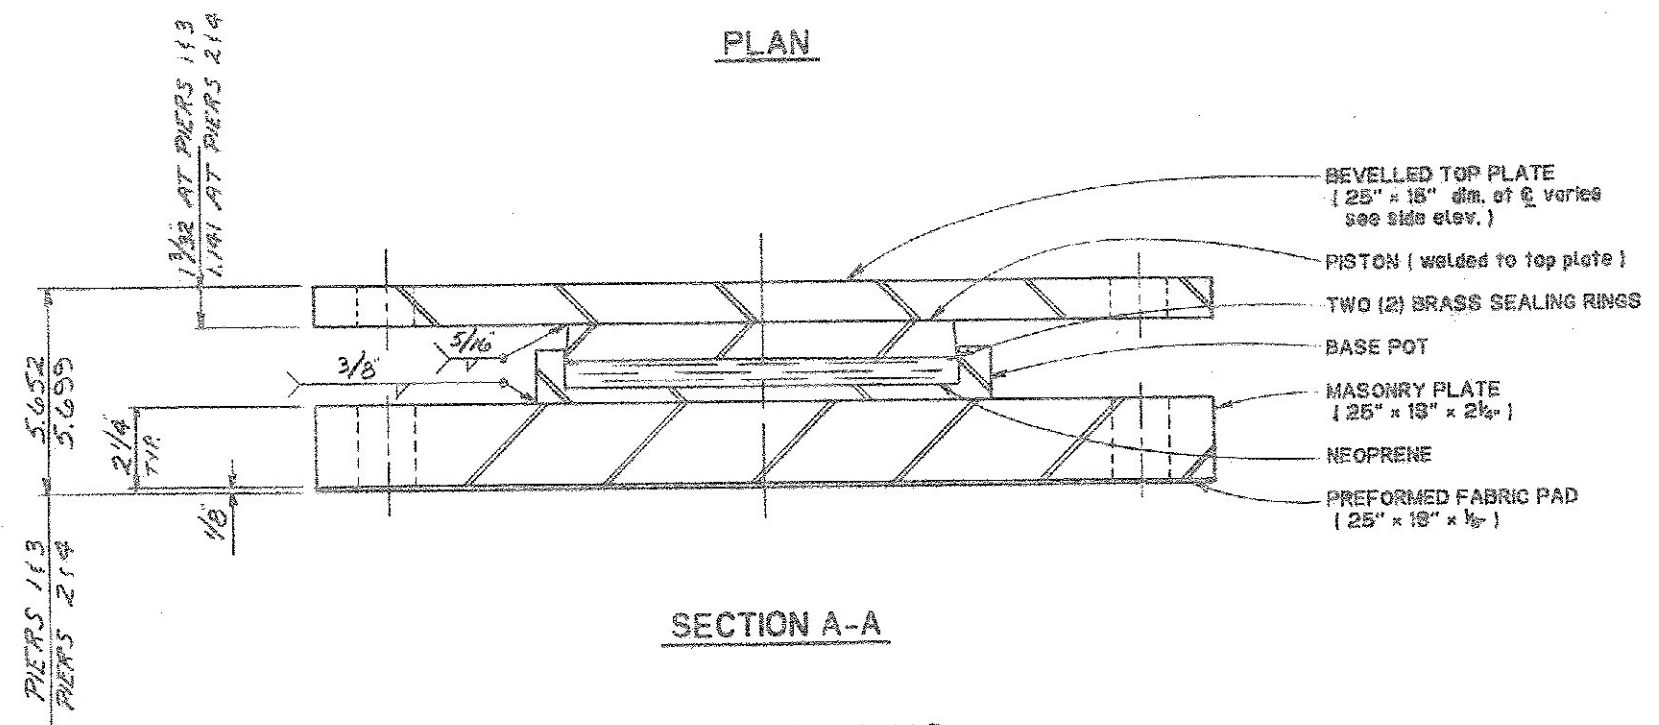 PLAN
1 3/32 AT PIERS 1&3
1.141 AT PIERS 2&4
BEVELLED TOP PLATE
( 25" x 18" dim. at ℄ varies
see side elev. )
PISTON ( welded to top plate )
TWO (2) BRASS SEALING RINGS
BASE POT
MASONRY PLATE
( 25" x 18" x 2¼" )
NEOPRENE
PREFORMED FABRIC PAD
( 25" x 18" x ⅛" )
5/16"
3/8"
5.652
5.699
2 1/4"
TYP.
1/8"
PIERS 1&3
PIERS 2&4
SECTION A-A